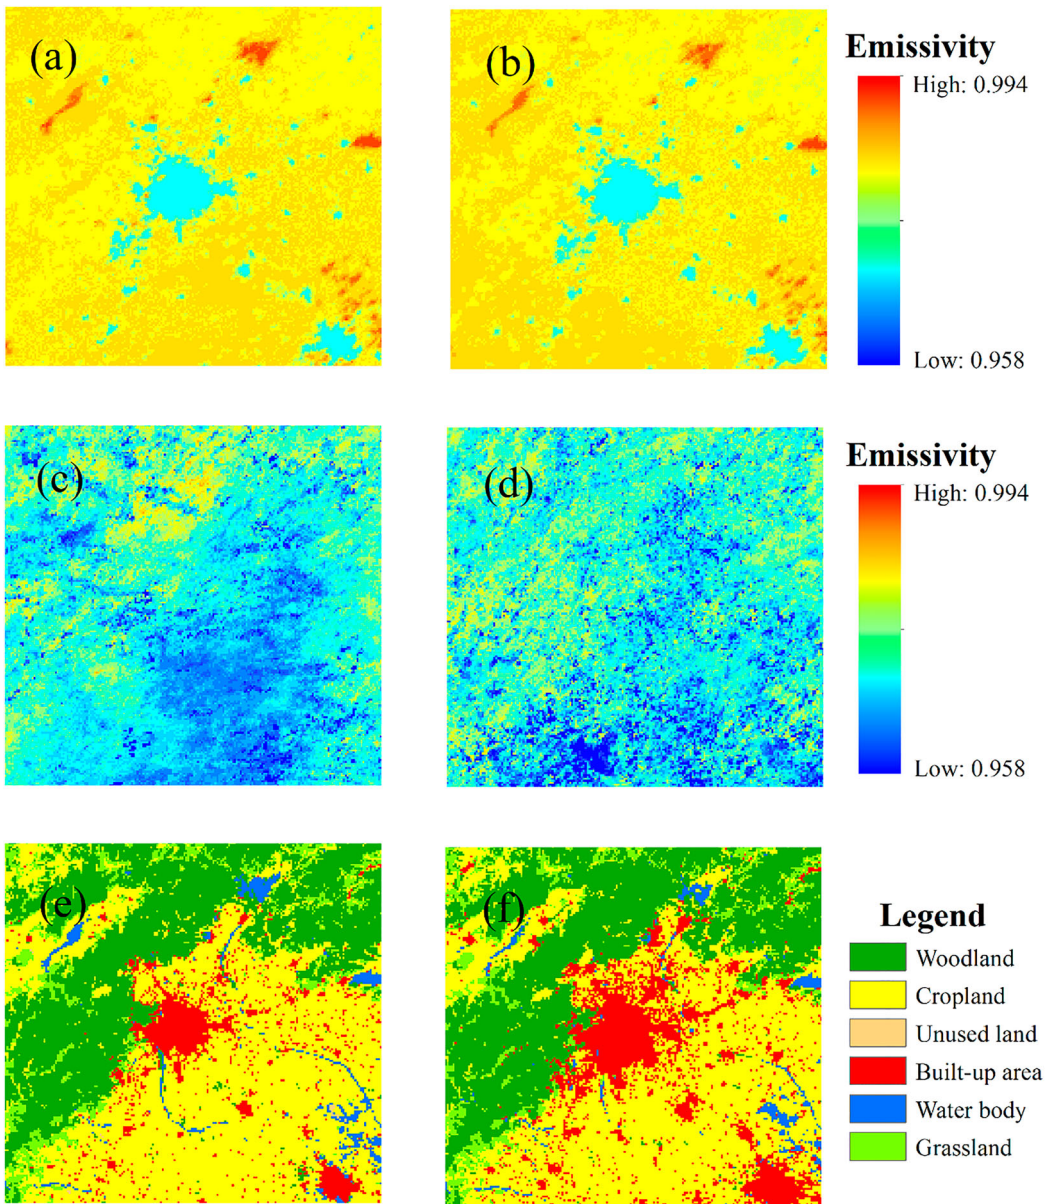 (a)
(b)
Emissivity
High: 0.994
Low: 0.958
(c)
(d)
Emissivity
High: 0.994
Low: 0.958
(e)
(f)
Legend
Woodland
Cropland
Unused land
Built-up area
Water body
Grassland